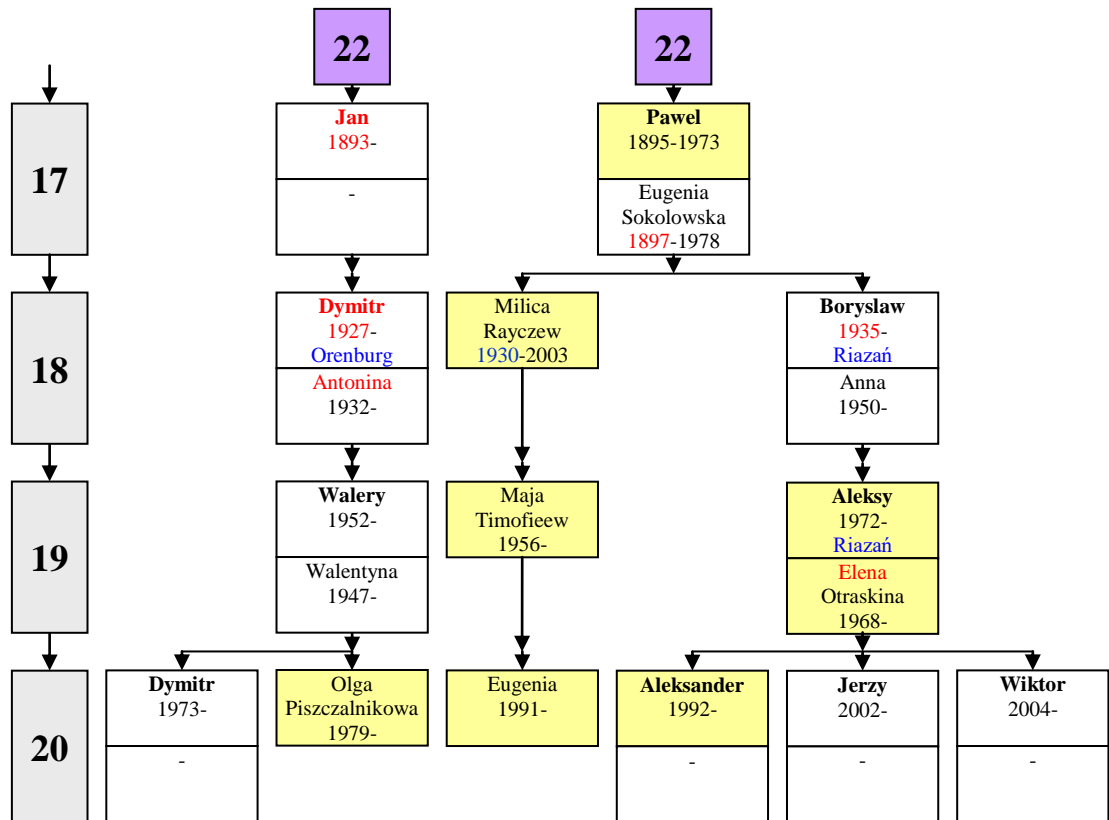 22
22
17
Jan
1893-
-
Pawel
1895-1973
Eugenia
Sokolowska
1897-1978
18
Dymitr
1927-
Orenburg
Antonina
1932-
Milica
Rayczew
1930-2003
Boryslaw
1935-
Riazań
Anna
1950-
19
Walery
1952-
Walentyna
1947-
Maja
Timofieew
1956-
Aleksy
1972-
Riazań
Elena
Otraskina
1968-
20
Dymitr
1973-
-
Olga
Piszczalnikowa
1979-
Eugenia
1991-
Aleksander
1992-
-
Jerzy
2002-
-
Wiktor
2004-
-